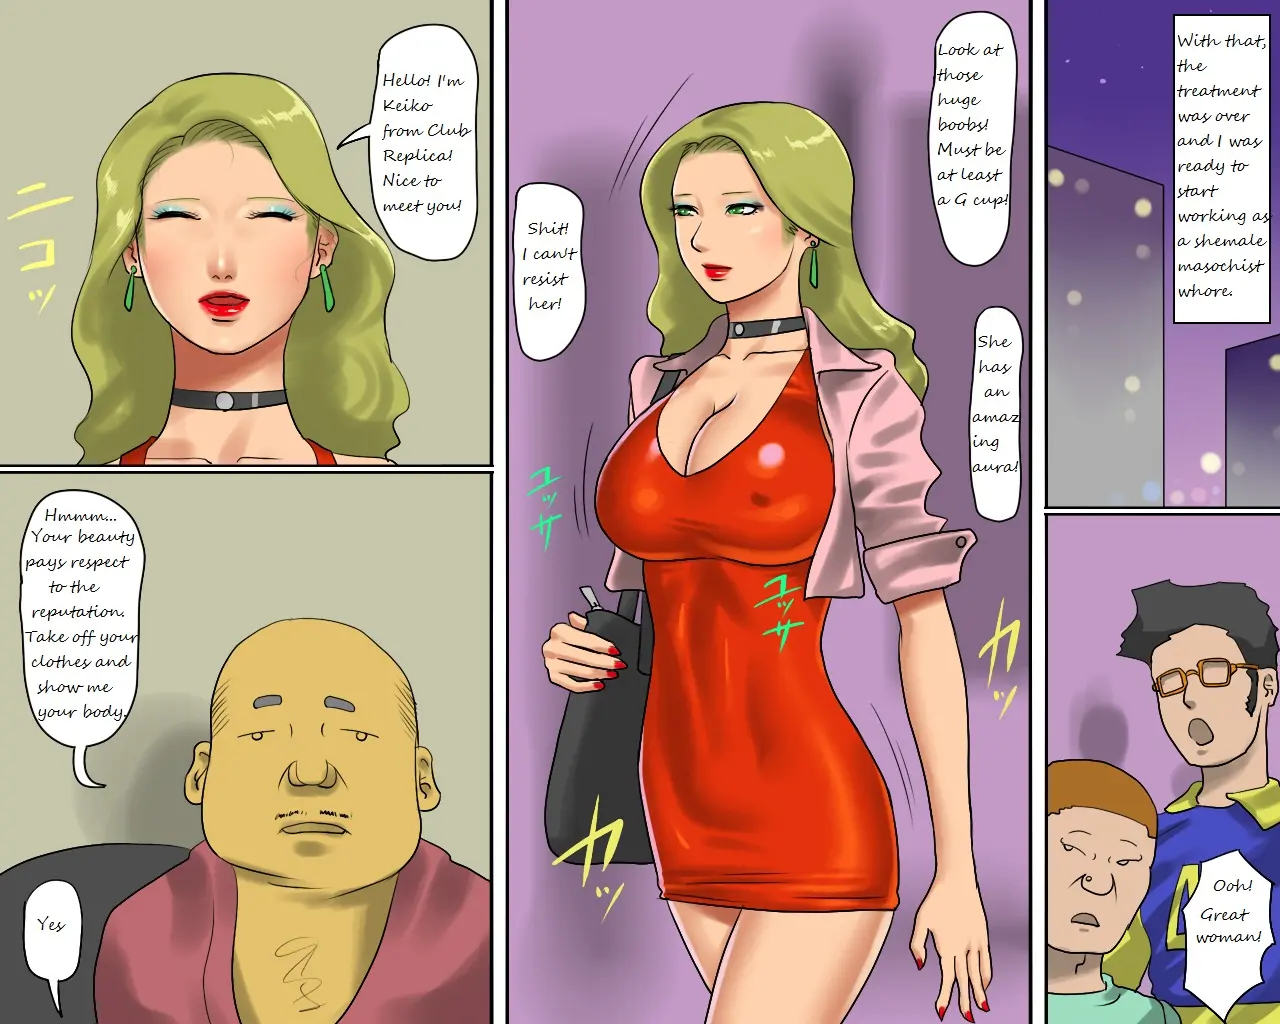 With that,
the
treatment
was over
and I was
ready to
start
working as
a shemale
masochist
whore.
Ooh!
Great
woman!
Look at
those
huge
boobs!
Must be
at least
a G cup!
She
has
an
amaz
ing
aura!
Shit!
I can't
resist
her!
ユッサ
ユッサ
カッ
カッ
Hello! I'm
Keiko
from Club
Replica!
Nice to
meet you!
ニコッ
Hmmm...
Your beauty
pays respect
to the
reputation.
Take off your
clothes and
show me
your body.
Yes